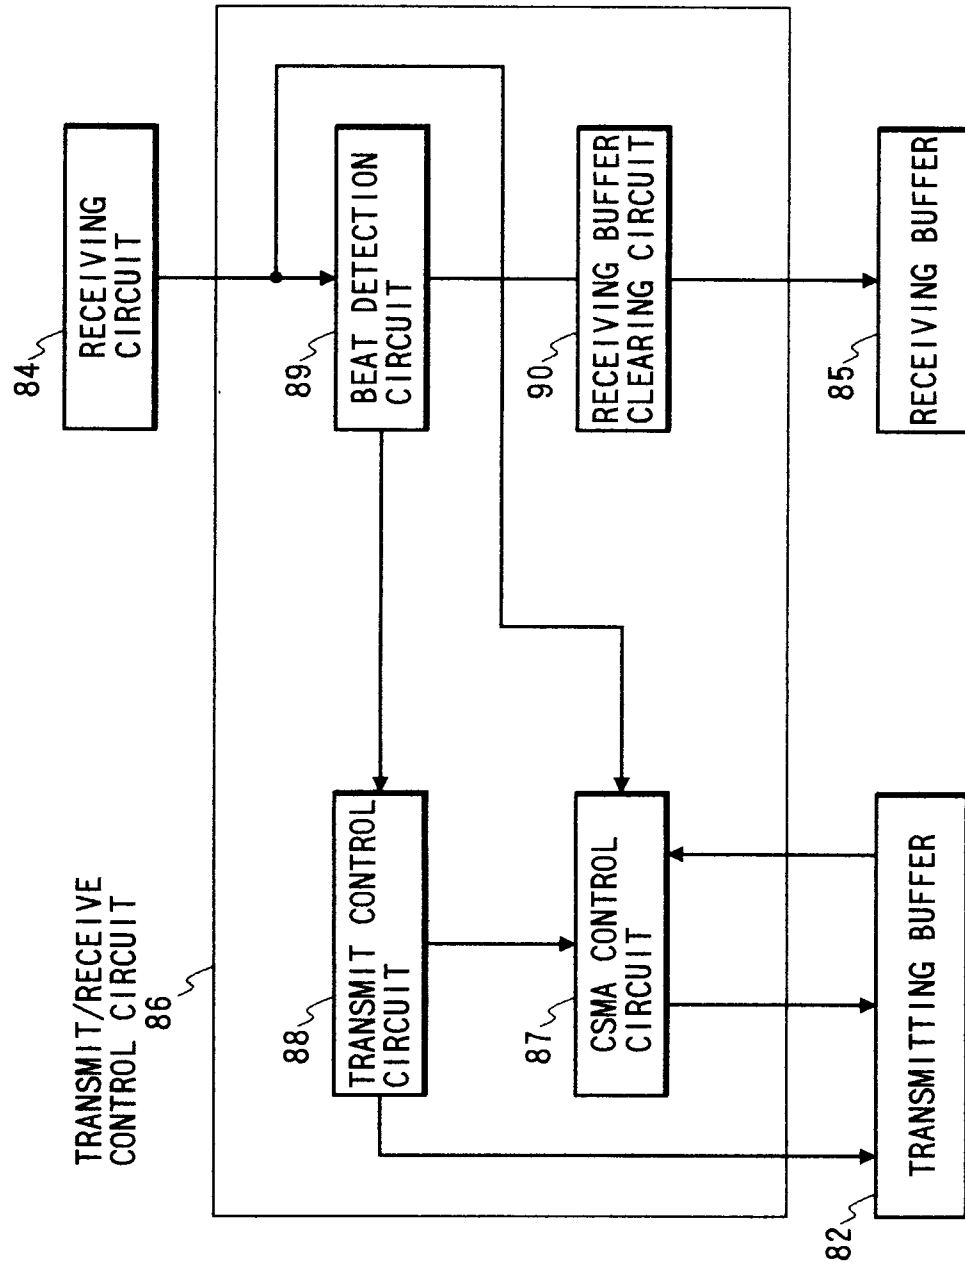 TRANSMIT/RECEIVE
CONTROL CIRCUIT
86
84
RECEIVING
CIRCUIT
88
TRANSMIT CONTROL
CIRCUIT
89
BEAT DETECTION
CIRCUIT
87
CSMA CONTROL
CIRCUIT
90
RECEIVING BUFFER
CLEARING CIRCUIT
82
TRANSMITTING BUFFER
85
RECEIVING BUFFER